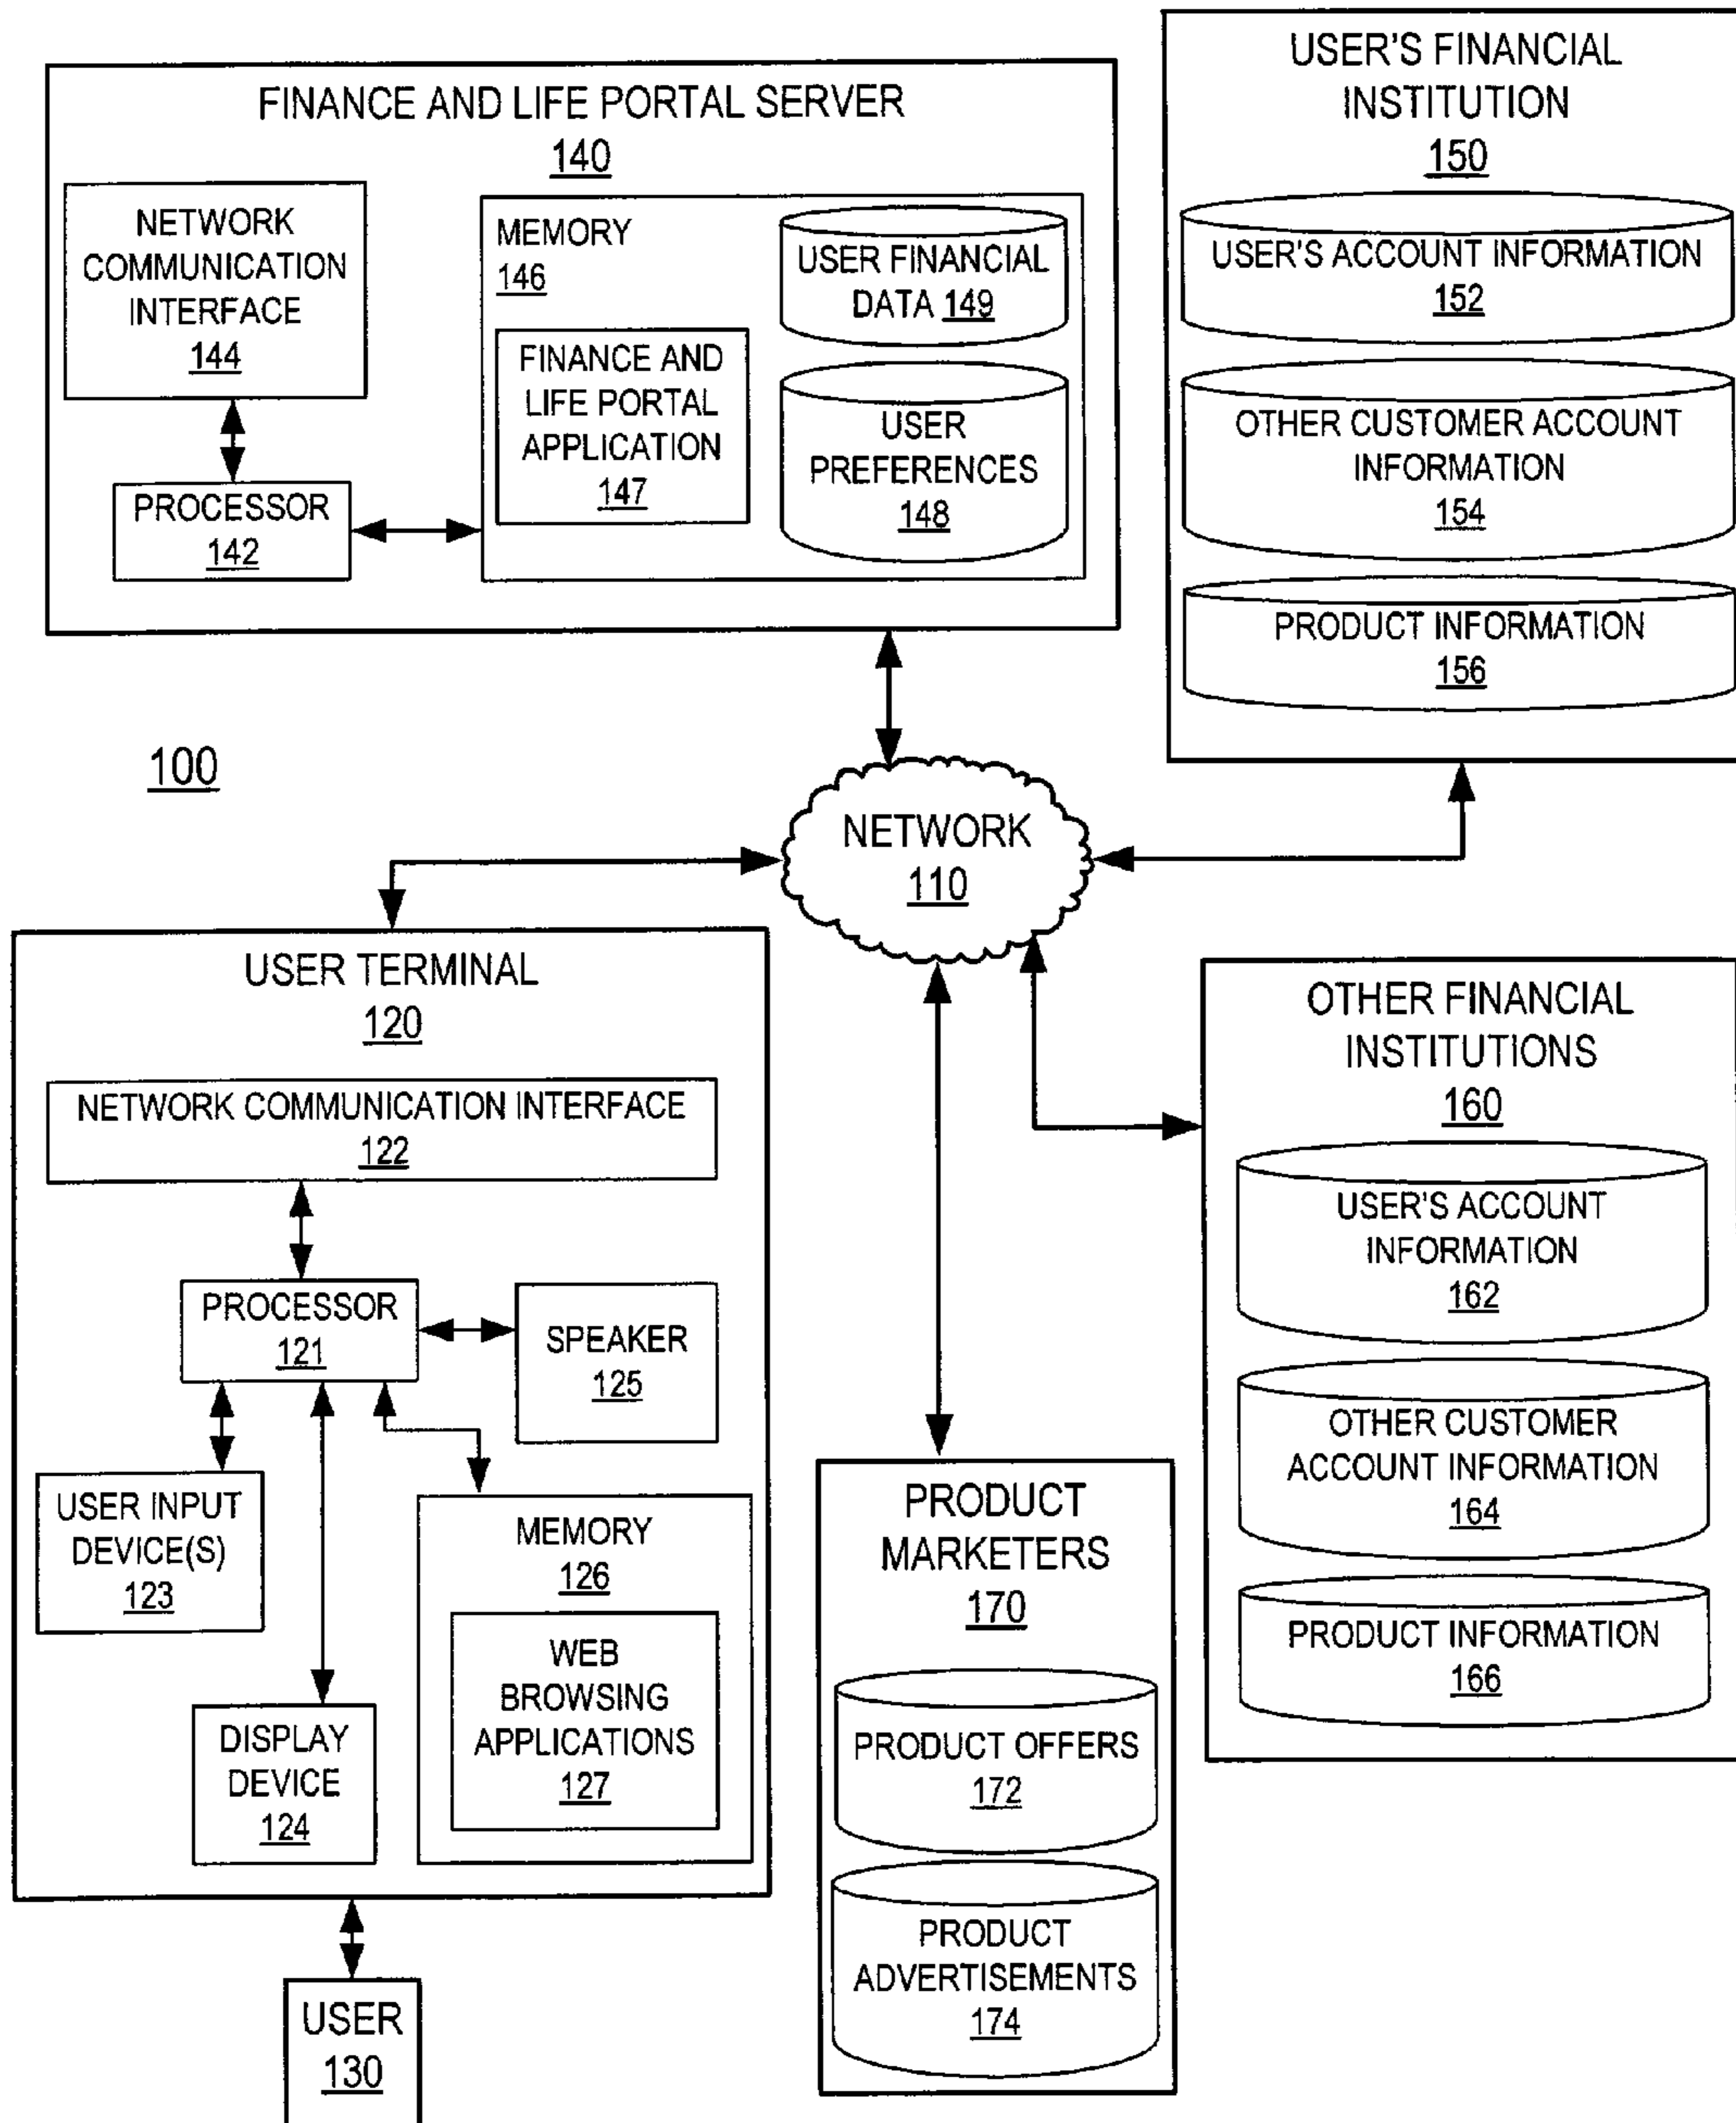 FINANCE AND LIFE PORTAL SERVER
140
NETWORK
COMMUNICATION
INTERFACE
144
PROCESSOR
142
MEMORY
146
FINANCE AND
LIFE PORTAL
APPLICATION
147
USER FINANCIAL
DATA 149
USER
PREFERENCES
148
USER'S FINANCIAL
INSTITUTION
150
USER'S ACCOUNT INFORMATION
152
OTHER CUSTOMER ACCOUNT
INFORMATION
154
PRODUCT INFORMATION
156
100
NETWORK
110
USER TERMINAL
120
NETWORK COMMUNICATION INTERFACE
122
PROCESSOR
121
SPEAKER
125
USER INPUT
DEVICE(S)
123
DISPLAY
DEVICE
124
MEMORY
126
WEB
BROWSING
APPLICATIONS
127
USER
130
PRODUCT
MARKETERS
170
PRODUCT OFFERS
172
PRODUCT
ADVERTISEMENTS
174
OTHER FINANCIAL
INSTITUTIONS
160
USER'S ACCOUNT
INFORMATION
162
OTHER CUSTOMER
ACCOUNT INFORMATION
164
PRODUCT INFORMATION
166